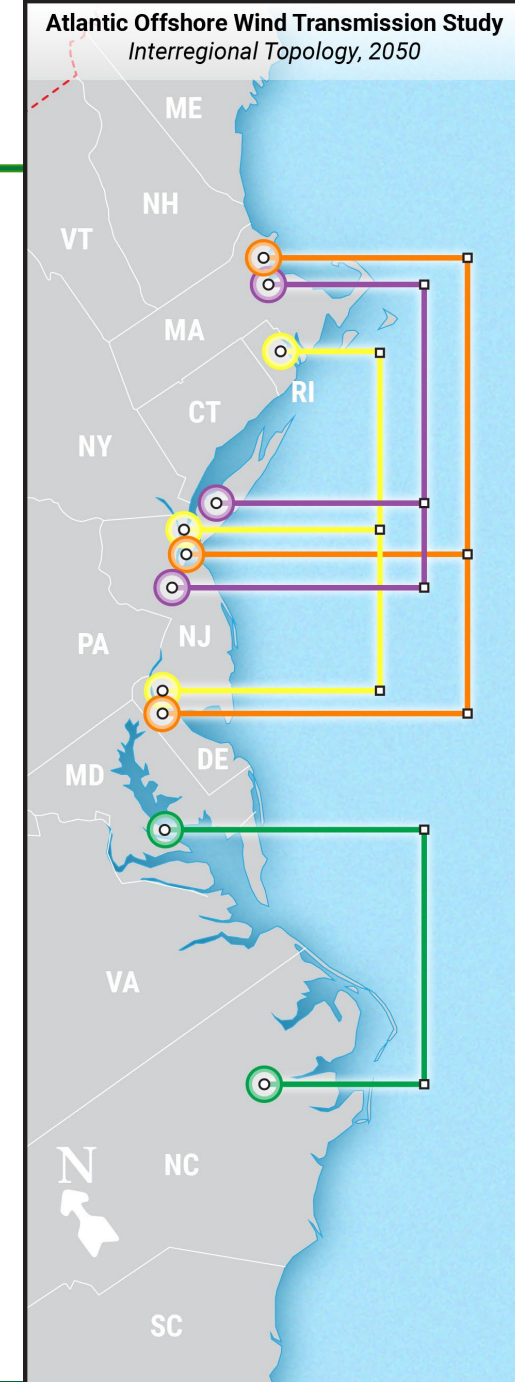 Atlantic Offshore Wind Transmission Study
Interregional Topology, 2050
ME
NH
VT
MA
RI
CT
NY
NJ
PA
DE
MD
VA
N
NC
SC